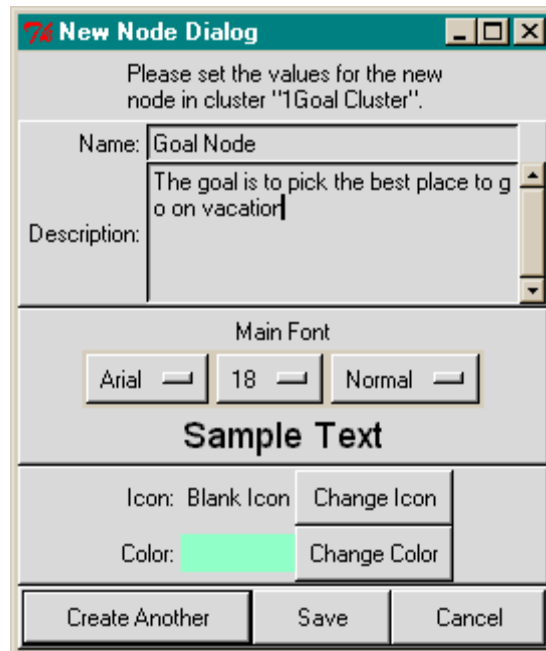 7k New Node Dialog
Please set the values for the new
node in cluster "1Goal Cluster".
Name: Goal Node
Description: The goal is to pick the best place to g
o on vacation
Main Font
Arial 18 Normal
Sample Text
Icon: Blank Icon Change Icon
Color: Change Color
Create Another Save Cancel